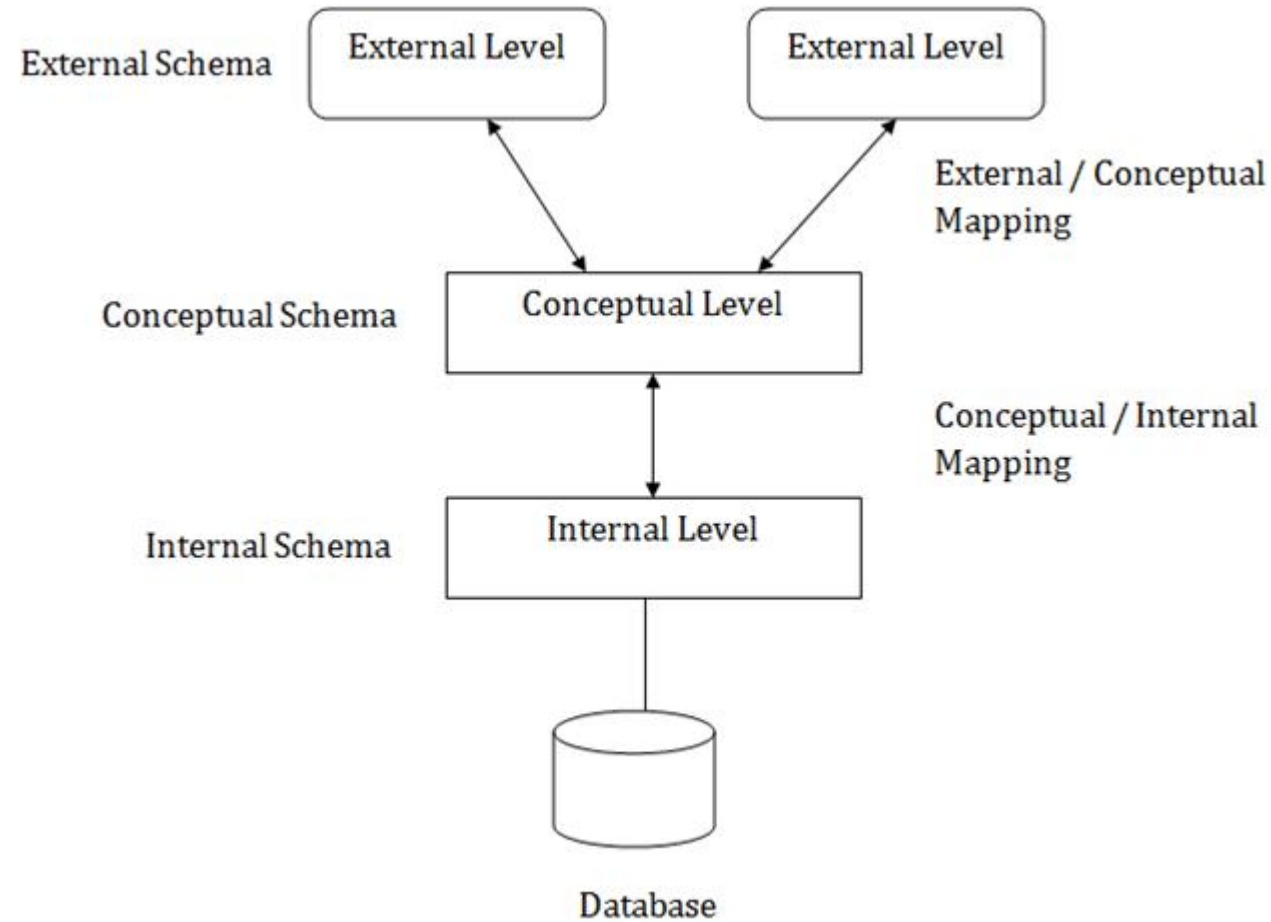 External Schema
External Level
External Level
External / Conceptual
Mapping
Conceptual Schema
Conceptual Level
Conceptual / Internal
Mapping
Internal Schema
Internal Level
Database